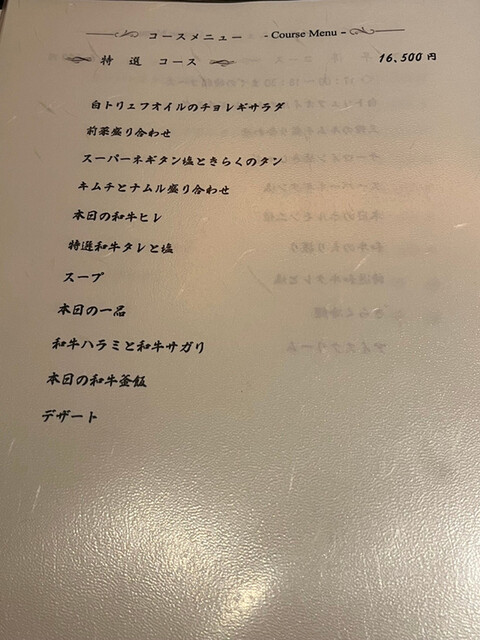 コースメニュー - Course Menu -
特 選 コース 16,500円
白トリュフオイルのチョレギサラダ
前菜盛り合わせ
スーパーネギタン塩ときらくのタン
キムチとナムル盛り合わせ
本日の和牛ヒレ
特選和牛タレと塩
スープ
本日の一品
和牛ハラミと和牛サガリ
本日の和牛釜飯
デザート